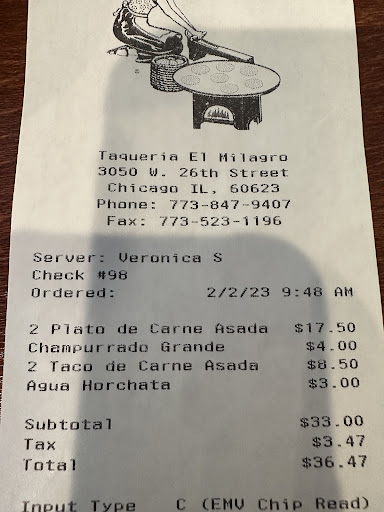 Taqueria El Milagro
3050 W. 26th Street
Chicago IL, 60623
Phone: 773-847-9407
Fax: 773-523-1196
Server: Veronica S
Check #98
Ordered: 2/2/23 9:48 AM
2 Plato de Carne Asada $17.50
Champurrado Grande $4.00
2 Taco de Carne Asada $8.50
Agua Horchata $3.00
Subtotal $33.00
Tax $3.47
Total $36.47
Input Type C (EMV Chip Read)